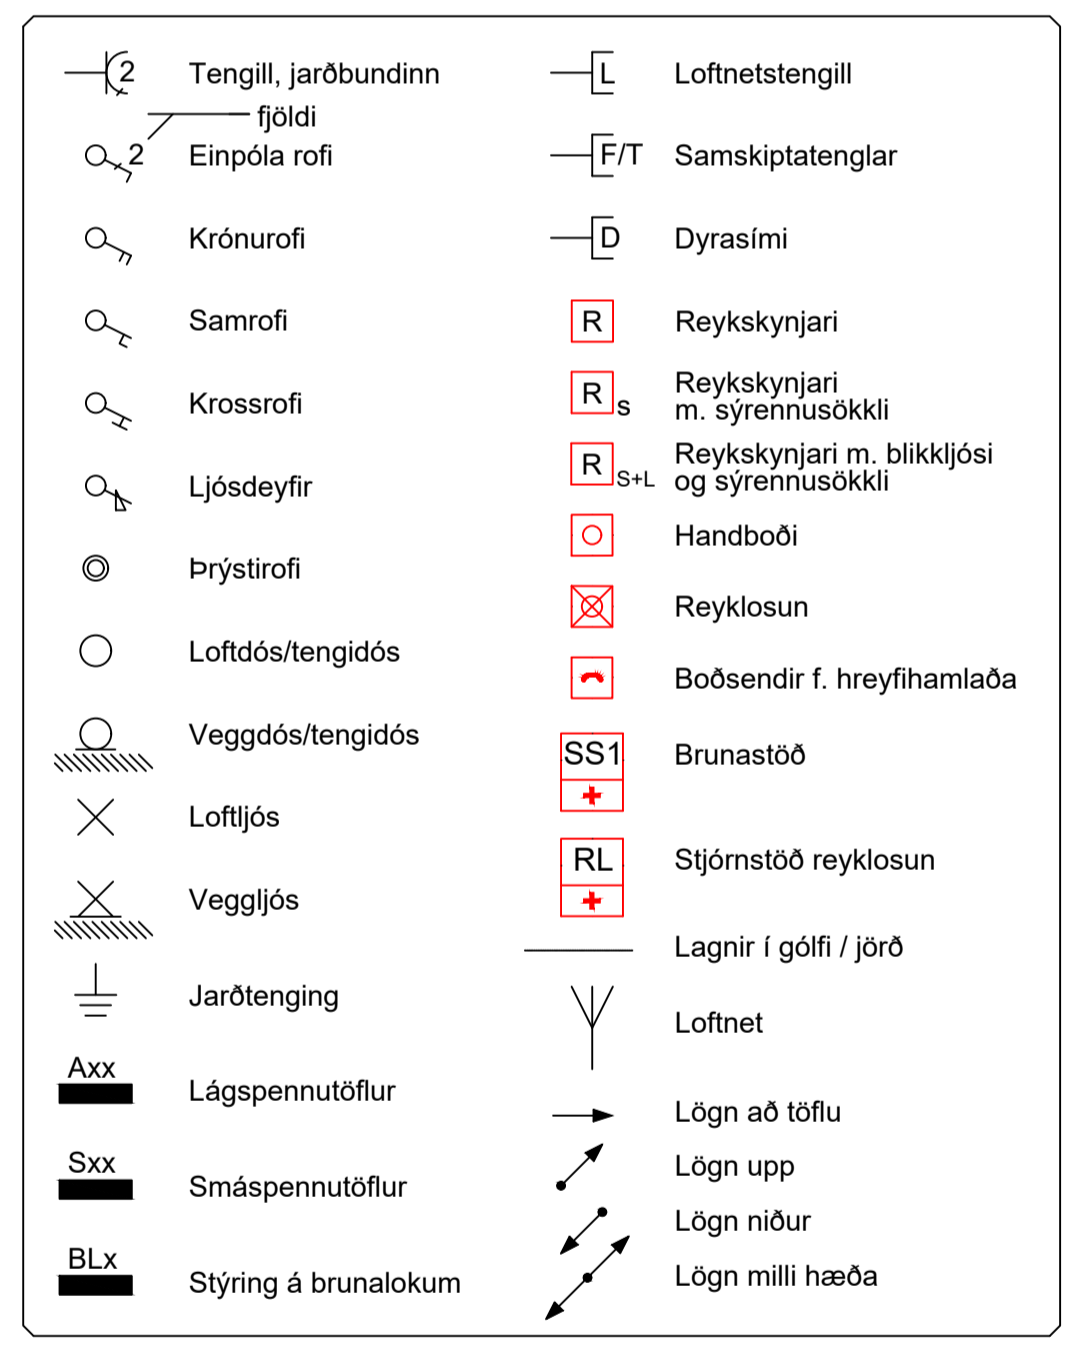 2 Tengill, jarðbundinn
fjöldi
2 Einpóla rofi
Krónurofi
Samrofi
Krossrofi
Ljósdeyfir
Þrýstirofi
Loftdós/tengidós
Veggdós/tengidós
Loftljós
Veggljós
Jarðtenging
Axx
Lágspennutöflur
Sxx
Smáspennutöflur
BLx
Stýring á brunalokum
L Loftnetstengill
F/T Samskiptatenglar
D Dyrasími
R Reykskynjari
R S Reykskynjari
m. sýrennusökkli
R Reykskynjari m. blikkljósi
S+L og sýrennusökkli
Handboði
Reyklosun
Boðsendir f. hreyfihamlaða
SS1 Brunastöð
RL Stjórnstöð reyklosun
Lagnir í gólfi / jörð
Loftnet
Lögn að töflu
Lögn upp
Lögn niður
Lögn milli hæða